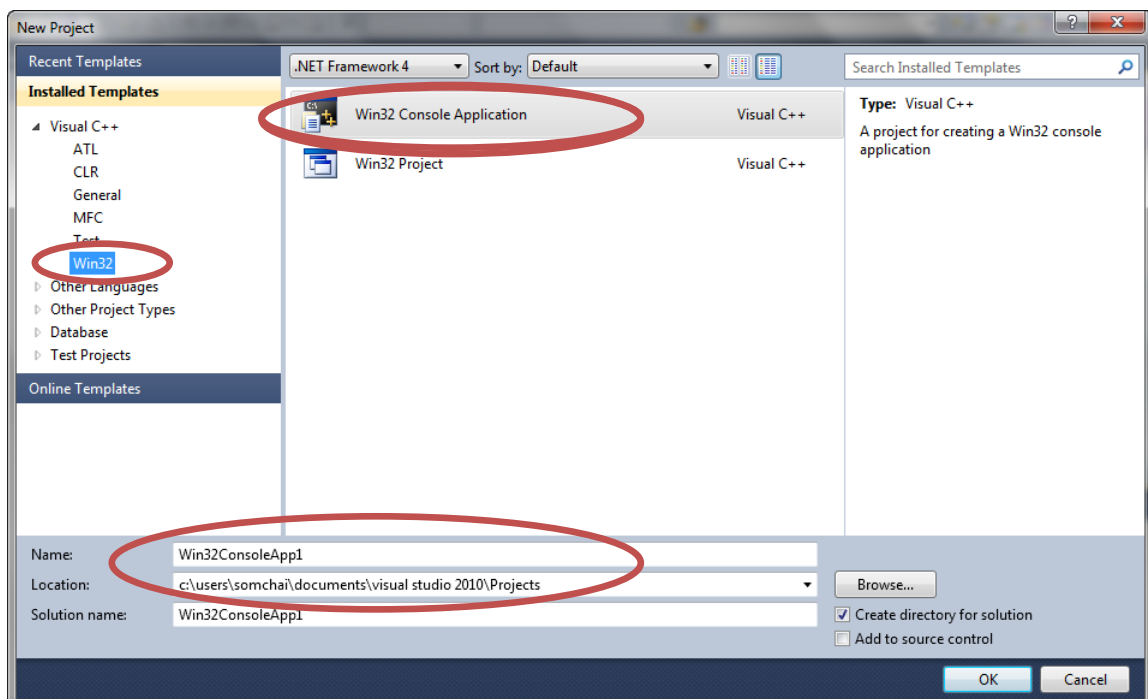 New Project
Recent Templates
Installed Templates
Visual C++
ATL
CLR
General
MFC
Test
Win32
Other Languages
Other Project Types
Database
Test Projects
Online Templates
.NET Framework 4 Sort by: Default
Win32 Console Application Visual C++
Win32 Project Visual C++
Search Installed Templates
Type: Visual C++
A project for creating a Win32 console
application
Name: Win32ConsoleApp1
Location: c:\users\somchai\documents\visual studio 2010\Projects Browse...
Solution name: Win32ConsoleApp1 Create directory for solution
Add to source control
OK Cancel